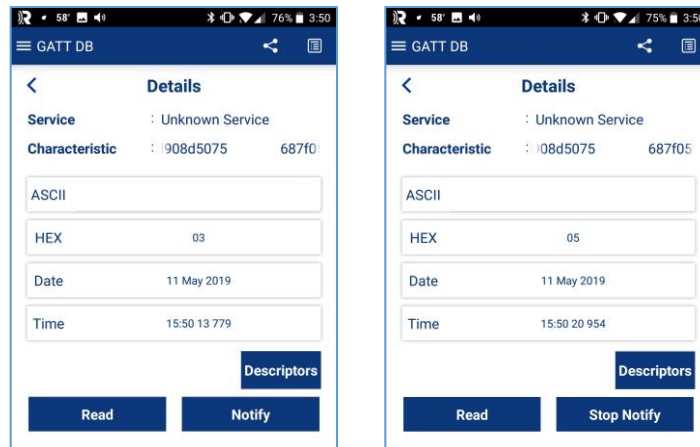 58° 76% 3:50
GATT DB
Details
Service : Unknown Service
Characteristic : 908d5075 687f0
ASCII
HEX 03
Date 11 May 2019
Time 15:50 13 779
Descriptors
Read Notify
58° 75% 3:50
GATT DB
Details
Service : Unknown Service
Characteristic : 08d5075 687f05
ASCII
HEX 05
Date 11 May 2019
Time 15:50 20 954
Descriptors
Read Stop Notify